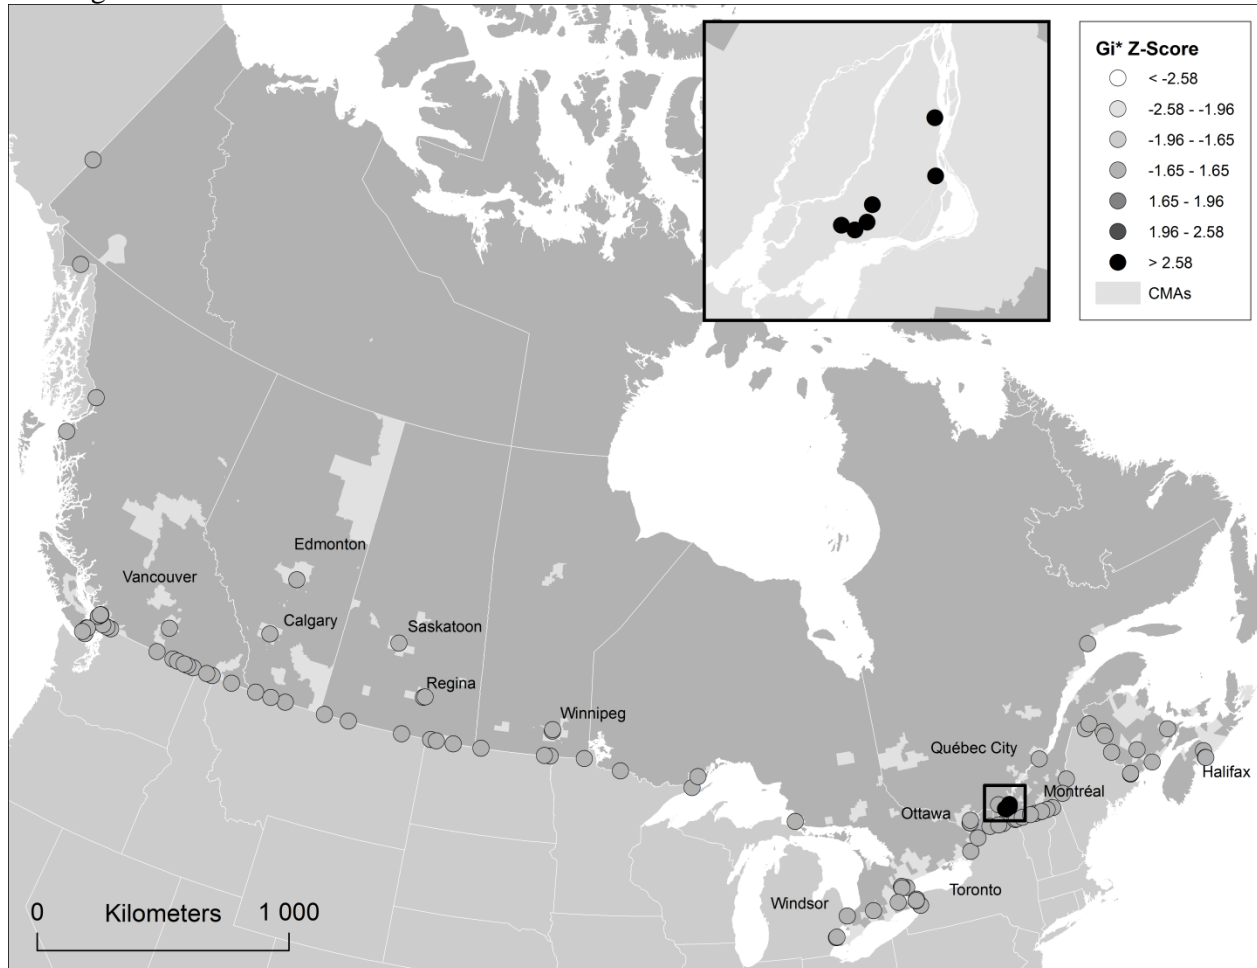 Gi* Z-Score
< -2.58
-2.58 - -1.96
-1.96 - -1.65
-1.65 - 1.65
1.65 - 1.96
1.96 - 2.58
> 2.58
CMAs
Edmonton
Vancouver
Calgary
Saskatoon
Regina
Winnipeg
Québec City
Halifax
Montréal
Ottawa
Toronto
Windsor
0 Kilometers 1 000